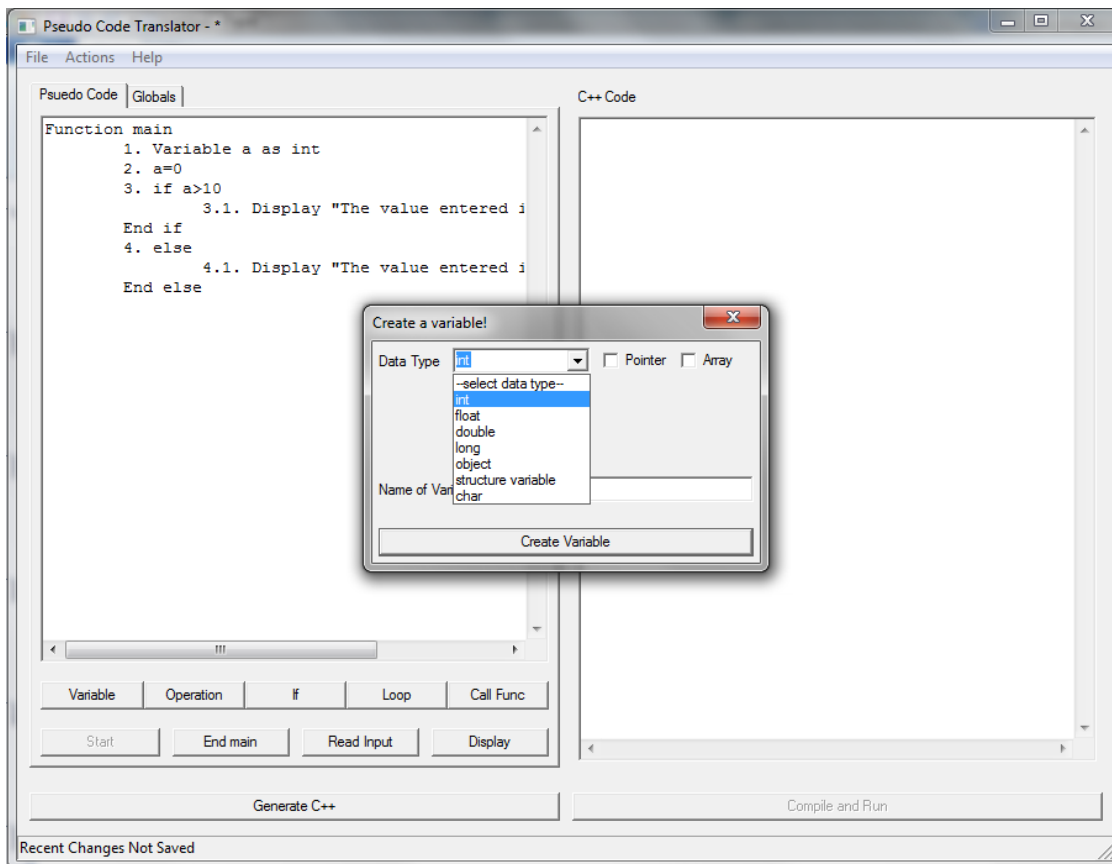 Pseudo Code Translator - *
File Actions Help
Psuedo Code Globals
C++ Code
Function main
1. Variable a as int
2. a=0
3. if a>10
3.1. Display "The value entered i
End if
4. else
4.1. Display "The value entered i
End else
Create a variable!
Data Type int Pointer Array
--select data type--
int
float
double
long
object
structure variable
char
Name of Vari
Create Variable
Variable Operation If Loop Call Func
Start End main Read Input Display
Generate C++ Compile and Run
Recent Changes Not Saved